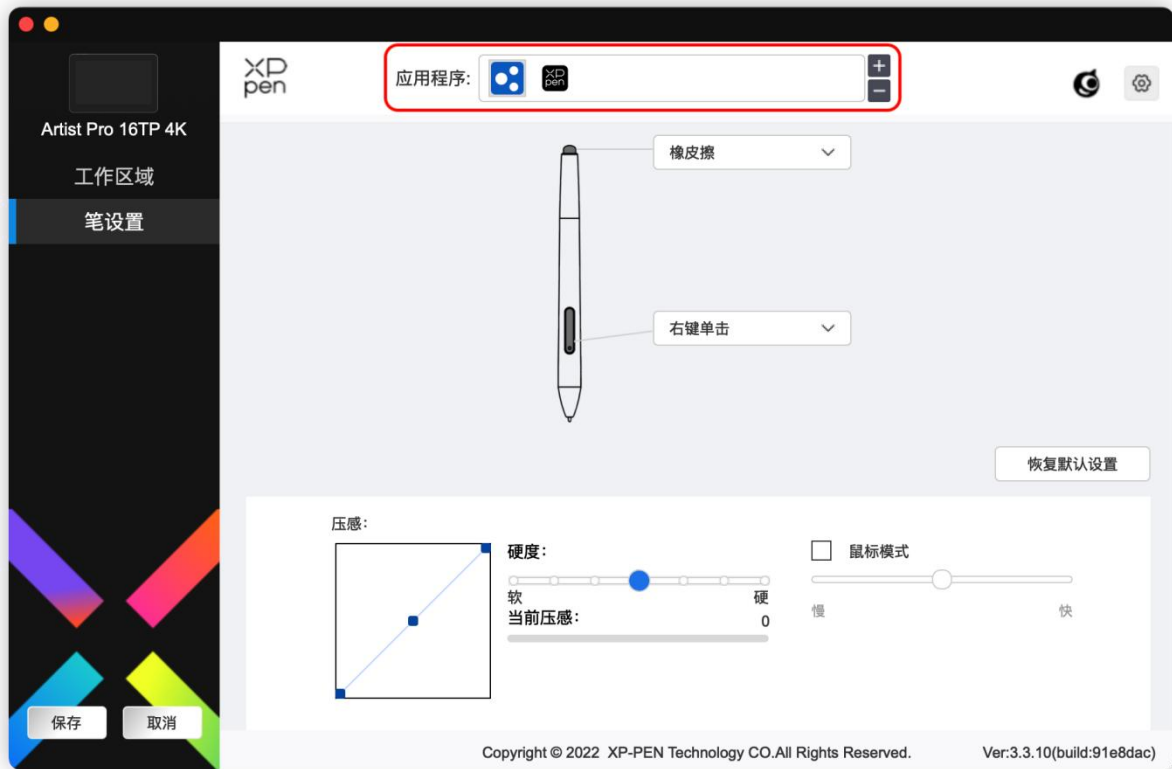 XP
pen
应用程序:
XP
pen
+
−
Artist Pro 16TP 4K
工作区域
笔设置
橡皮擦
右键单击
恢复默认设置
压感:
硬度:
软
硬
当前压感:
0
鼠标模式
慢
快
保存
取消
Copyright © 2022 XP-PEN Technology CO.All Rights Reserved.
Ver:3.3.10(build:91e8dac)